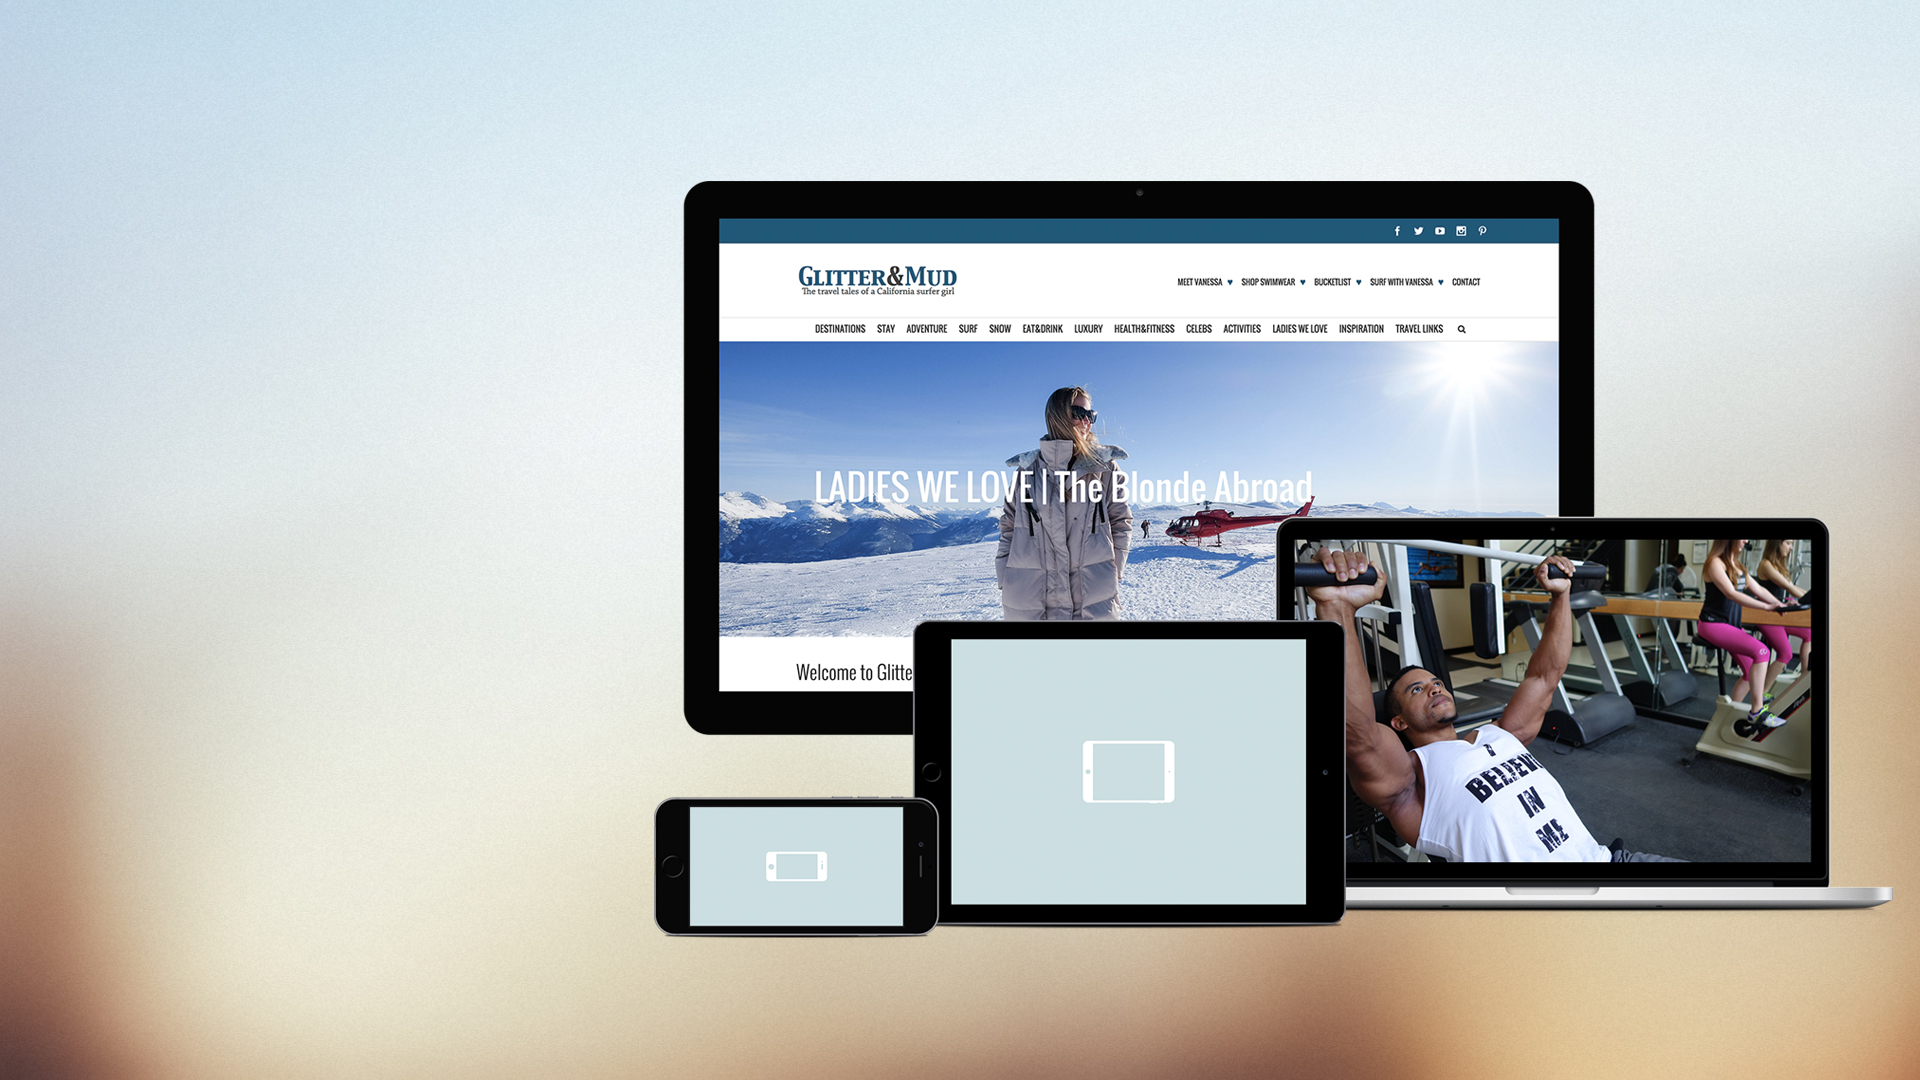 GLITTER&MUD
The travel tales of a California surfer girl
MEET VANESSA ♥ SHOP SWIMWEAR ♥ BUCKETLIST ♥ SURF WITH VANESSA ♥ CONTACT
DESTINATIONS STAY ADVENTURE SURF SNOW EAT&DRINK LUXURY HEALTH&FITNESS CELEBS ACTIVITIES LADIES WE LOVE INSPIRATION TRAVEL LINKS
LADIES WE LOVE | The Blonde Abroad
Welcome to Glitte
BELIEVE
IN
ME